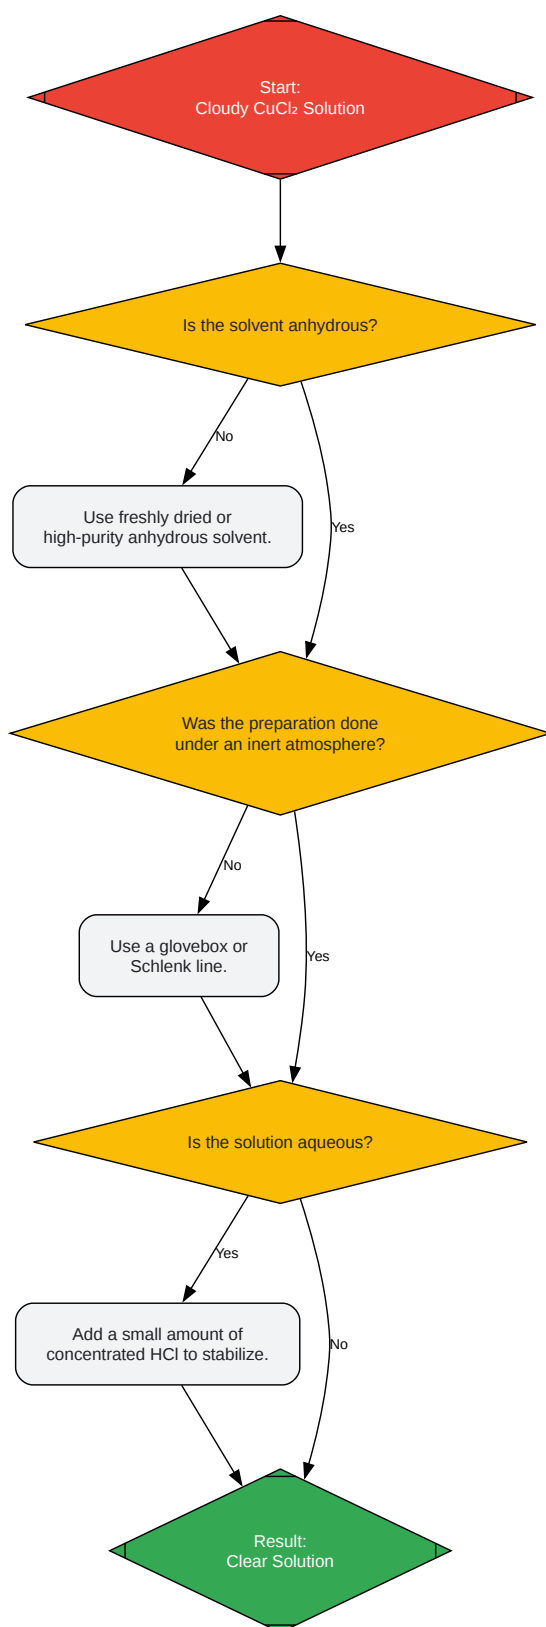 Start:
Cloudy CuCl₂ Solution
Is the solvent anhydrous?
No
Use freshly dried or
high-purity anhydrous solvent.
Yes
Was the preparation done
under an inert atmosphere?
No
Use a glovebox or
Schlenk line.
Yes
Is the solution aqueous?
Yes
Add a small amount of
concentrated HCl to stabilize.
No
Result:
Clear Solution